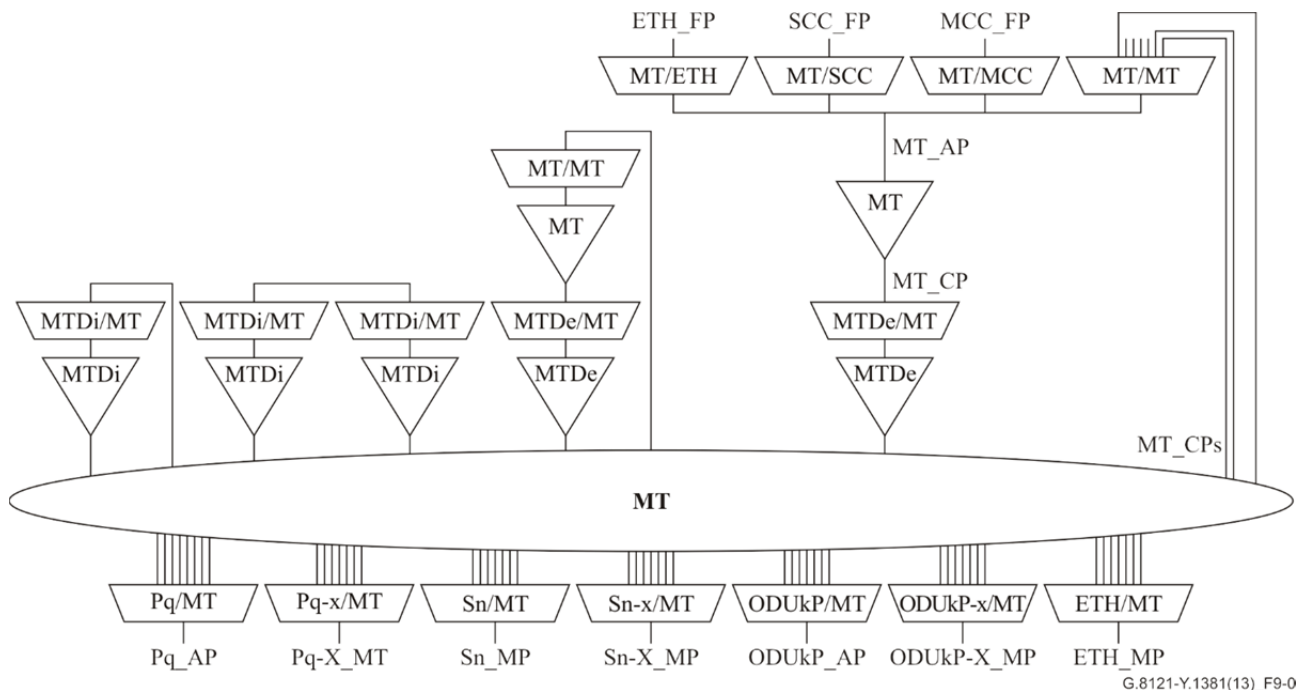 ETH_FP SCC_FP MCC_FP
MT/ETH MT/SCC MT/MCC MT/MT
MT_AP
MT/MT
MT MT
MT_CP
MTDi/MT MTDi/MT MTDi/MT MTDe/MT MTDe/MT
MTDi MTDi MTDi MTDe MTDe
MT_CPs
MT
Pq/MT Pq-x/MT Sn/MT Sn-x/MT ODUkP/MT ODUkP-x/MT ETH/MT
Pq_AP Pq-X_MT Sn_MP Sn-X_MP ODUkP_AP ODUkP-X_MP ETH_MP
G.8121-Y.1381(13)_F9-0